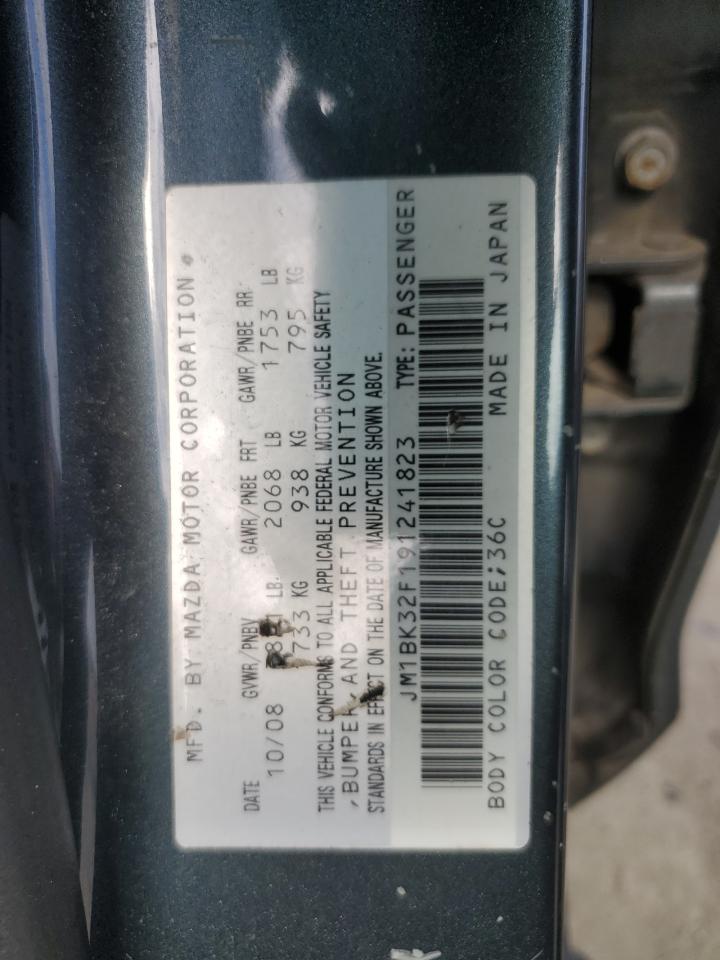 MFD. BY MAZDA MOTOR CORPORATION
DATE GVWR/PNBV GAWR/PNBE FRT GAWR/PNBE RR.
10/08 LB. 2068 LB 1753 LB
KG 938 KG 795 KG
THIS VEHICLE CONFORMS TO ALL APPLICABLE FEDERAL MOTOR VEHICLE SAFETY
,BUMPER AND THEFT PREVENTION
STANDARDS IN EFFECT ON THE DATE OF MANUFACTURE SHOWN ABOVE.
JM1BK32F191241823 TYPE: PASSENGER
BODY COLOR CODE;36C MADE IN JAPAN